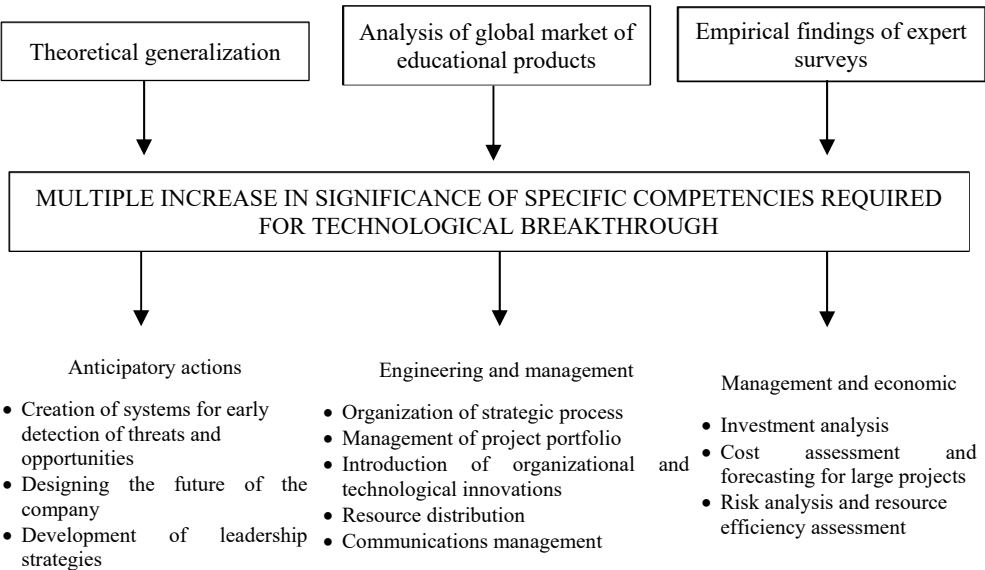 Theoretical generalization
Analysis of global market of
educational products
Empirical findings of expert
surveys
MULTIPLE INCREASE IN SIGNIFICANCE OF SPECIFIC COMPETENCIES REQUIRED
FOR TECHNOLOGICAL BREAKTHROUGH
Anticipatory actions
• Creation of systems for early
detection of threats and
opportunities
• Designing the future of the
company
• Development of leadership
strategies
Engineering and management
• Organization of strategic process
• Management of project portfolio
• Introduction of organizational and
technological innovations
• Resource distribution
• Communications management
Management and economic
• Investment analysis
• Cost assessment and
forecasting for large projects
• Risk analysis and resource
efficiency assessment